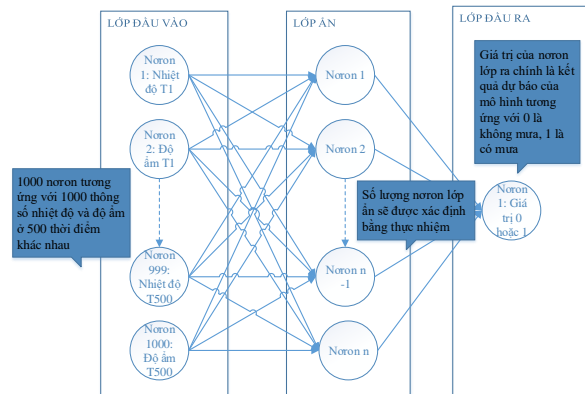 LỚP ĐẦU VÀO
LỚP ẨN
LỚP ĐẦU RA
Nơron
1: Nhiệt
độ T1
Nơron
2: Độ
ẩm T1
1000 nơron tương
ứng với 1000 thông
số nhiệt độ và độ ẩm
ở 500 thời điểm
khác nhau
Nơron
999:
Nhiệt độ
T500
Nơron
1000:
Độ ẩm
T500
Nơron 1
Nơron 2
Số lượng nơron lớp
ẩn sẽ được xác định
bằng thực nhiệm
Nơron n
-1
Nơron n
Giá trị của nơron
lớp ra chính là kết
quả dự báo của
mô hình tương
ứng với 0 là
không mưa, 1 là
có mưa
Nơron
1: Giá
trị 0
hoặc 1